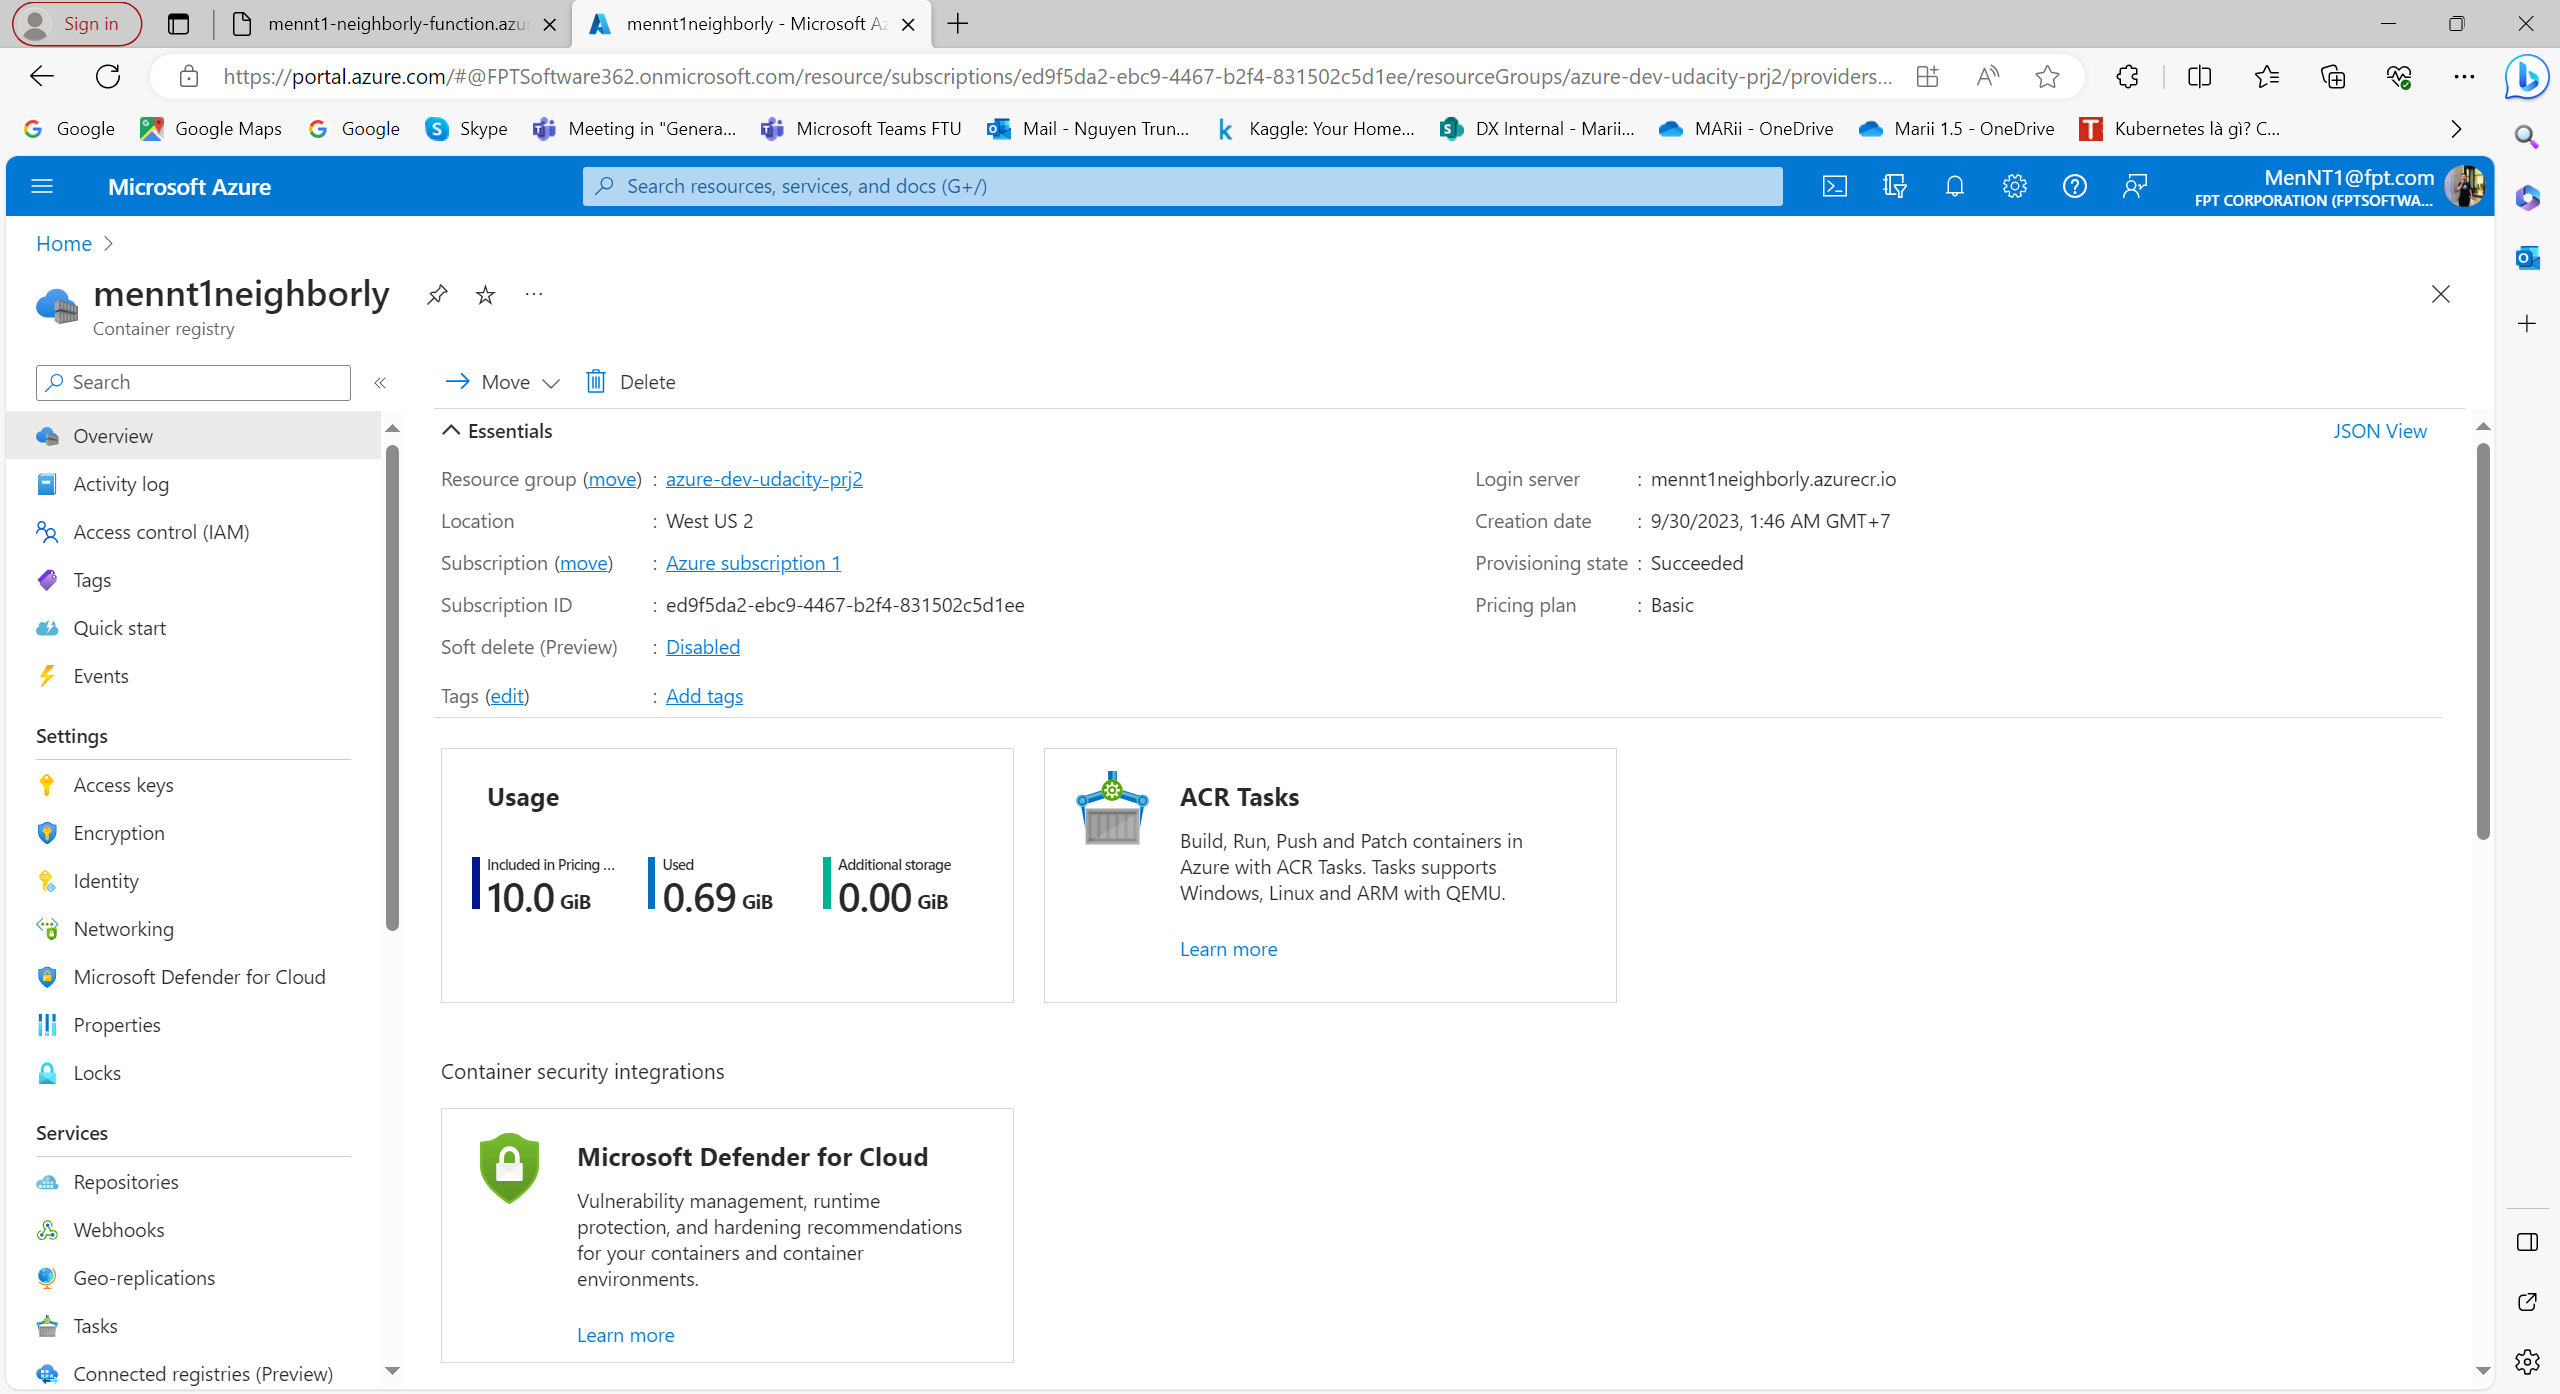 Sign in
mennt1-neighborly-function.azur
mennt1neighborly - Microsoft Az
https://portal.azure.com/#@FPTSoftware362.onmicrosoft.com/resource/subscriptions/ed9f5da2-ebc9-4467-b2f4-831502c5d1ee/resourceGroups/azure-dev-udacity-prj2/providers...
Google
Google Maps
Google
Skype
Meeting in "Genera...
Microsoft Teams FTU
Mail - Nguyen Trun...
Kaggle: Your Home...
DX Internal - Marii...
MARii - OneDrive
Marii 1.5 - OneDrive
Kubernetes là gì? C...
Microsoft Azure
Search resources, services, and docs (G+/)
MenNT1@fpt.com
FPT CORPORATION (FPTSOFTWA...
Home
mennt1neighborly
Container registry
Search
Move
Delete
Overview
Activity log
Access control (IAM)
Tags
Quick start
Events
Settings
Access keys
Encryption
Identity
Networking
Microsoft Defender for Cloud
Properties
Locks
Services
Repositories
Webhooks
Geo-replications
Tasks
Connected registries (Preview)
Essentials
JSON View
Resource group (move) : azure-dev-udacity-prj2
Location : West US 2
Subscription (move) : Azure subscription 1
Subscription ID : ed9f5da2-ebc9-4467-b2f4-831502c5d1ee
Soft delete (Preview) : Disabled
Tags (edit) : Add tags
Login server : mennt1neighborly.azurecr.io
Creation date : 9/30/2023, 1:46 AM GMT+7
Provisioning state : Succeeded
Pricing plan : Basic
Usage
Included in Pricing ...
10.0 GiB
Used
0.69 GiB
Additional storage
0.00 GiB
ACR Tasks
Build, Run, Push and Patch containers in
Azure with ACR Tasks. Tasks supports
Windows, Linux and ARM with QEMU.
Learn more
Container security integrations
Microsoft Defender for Cloud
Vulnerability management, runtime
protection, and hardening recommendations
for your containers and container
environments.
Learn more